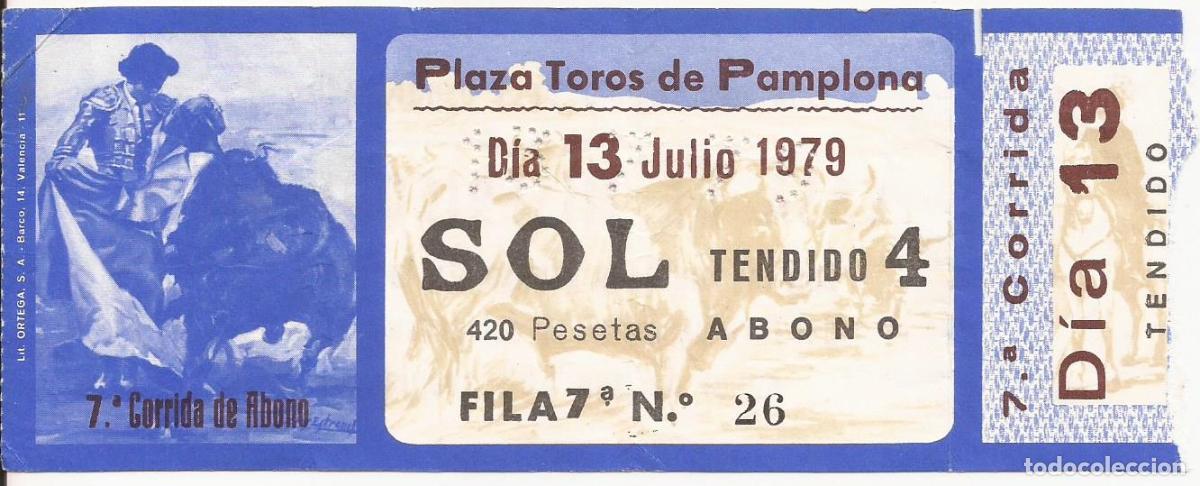 Lit. ORTEGA, S. A. - Barco, 14, Valencia
7.ª Corrida de Abono
Plaza Toros de Pamplona
Día 13 Julio 1979
SOL TENDIDO 4
420 Pesetas ABONO
FILA 7ª N.º 26
7.ª Corrida
Día 13
TENDIDO
todocoleccion